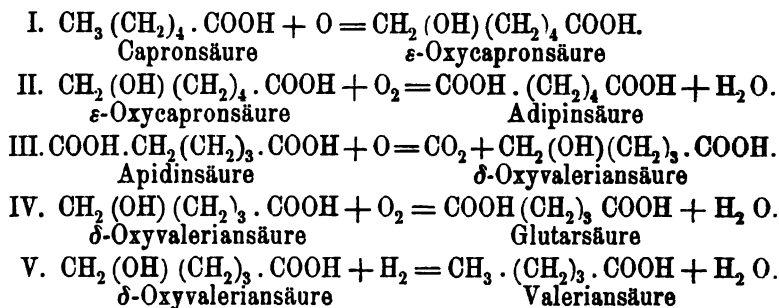 I. CH₃ (CH₂)₄ . COOH + O = CH₂ (OH) (CH₂)₄ COOH.
Capronsäure ε-Oxycapronsäure
II. CH₂ (OH) (CH₂)₄ . COOH + O₂ = COOH . (CH₂)₄ COOH + H₂ O.
ε-Oxycapronsäure Adipinsäure
III. COOH.CH₂(CH₂)₃ . COOH + O = CO₂ + CH₂(OH)(CH₂)₃ . COOH.
Apidinsäure δ-Oxyvaleriansäure
IV. CH₂ (OH) (CH₂)₃ . COOH + O₂ = COOH(CH₂)₃ COOH + H₂ O.
δ-Oxyvaleriansäure Glutarsäure
V. CH₂ (OH) (CH₂)₃ . COOH + H₂ = CH₃ . (CH₂)₃ . COOH + H₂ O.
δ-Oxyvaleriansäure Valeriansäure